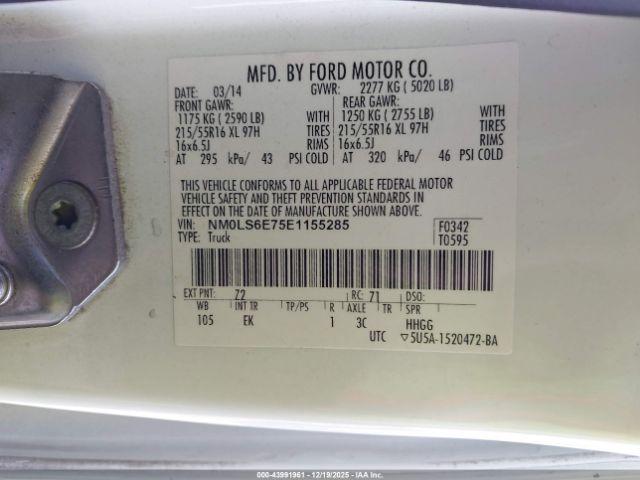 MFD. BY FORD MOTOR CO.
DATE: 03/14 GVWR: 2277 KG ( 5020 LB)
FRONT GAWR: REAR GAWR:
1175 KG ( 2590 LB) WITH 1250 KG ( 2755 LB) WITH
215/55R16 XL 97H TIRES 215/55R16 XL 97H TIRES
16x6.5J RIMS 16x6.5J RIMS
AT 295 kPa/ 43 PSI COLD AT 320 kPa/ 46 PSI COLD
THIS VEHICLE CONFORMS TO ALL APPLICABLE FEDERAL MOTOR
VEHICLE SAFETY AND THEFT PREVENTION STANDARDS IN
EFFECT ON THE DATE OF MANUFACTURE SHOWN ABOVE.
VIN: NM0LS6E75E1155285 F0342
TYPE: Truck T0595
EXT PNT: Z2 RC: 71 DSO:
WB INT TR TP/PS R AXLE TR SPR
105 EK 1 3C HHGG
UTC ▽5U5A-1520472-BA
000-43991961 - 12/19/2025 - IAAI.CA